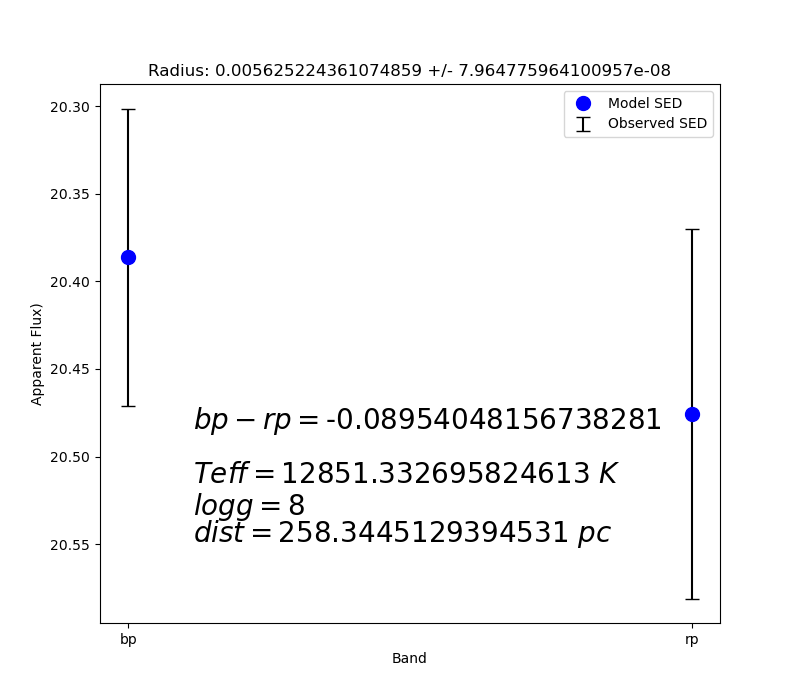 Radius: 0.005625224361074859 +/- 7.964775964100957e-08
Model SED
Observed SED
20.30
20.35
20.40
20.45
20.50
20.55
Apparent Flux)
bp − rp = -0.08954048156738281
Teff = 12851.332695824613 K
logg = 8
dist = 258.3445129394531 pc
bp
rp
Band